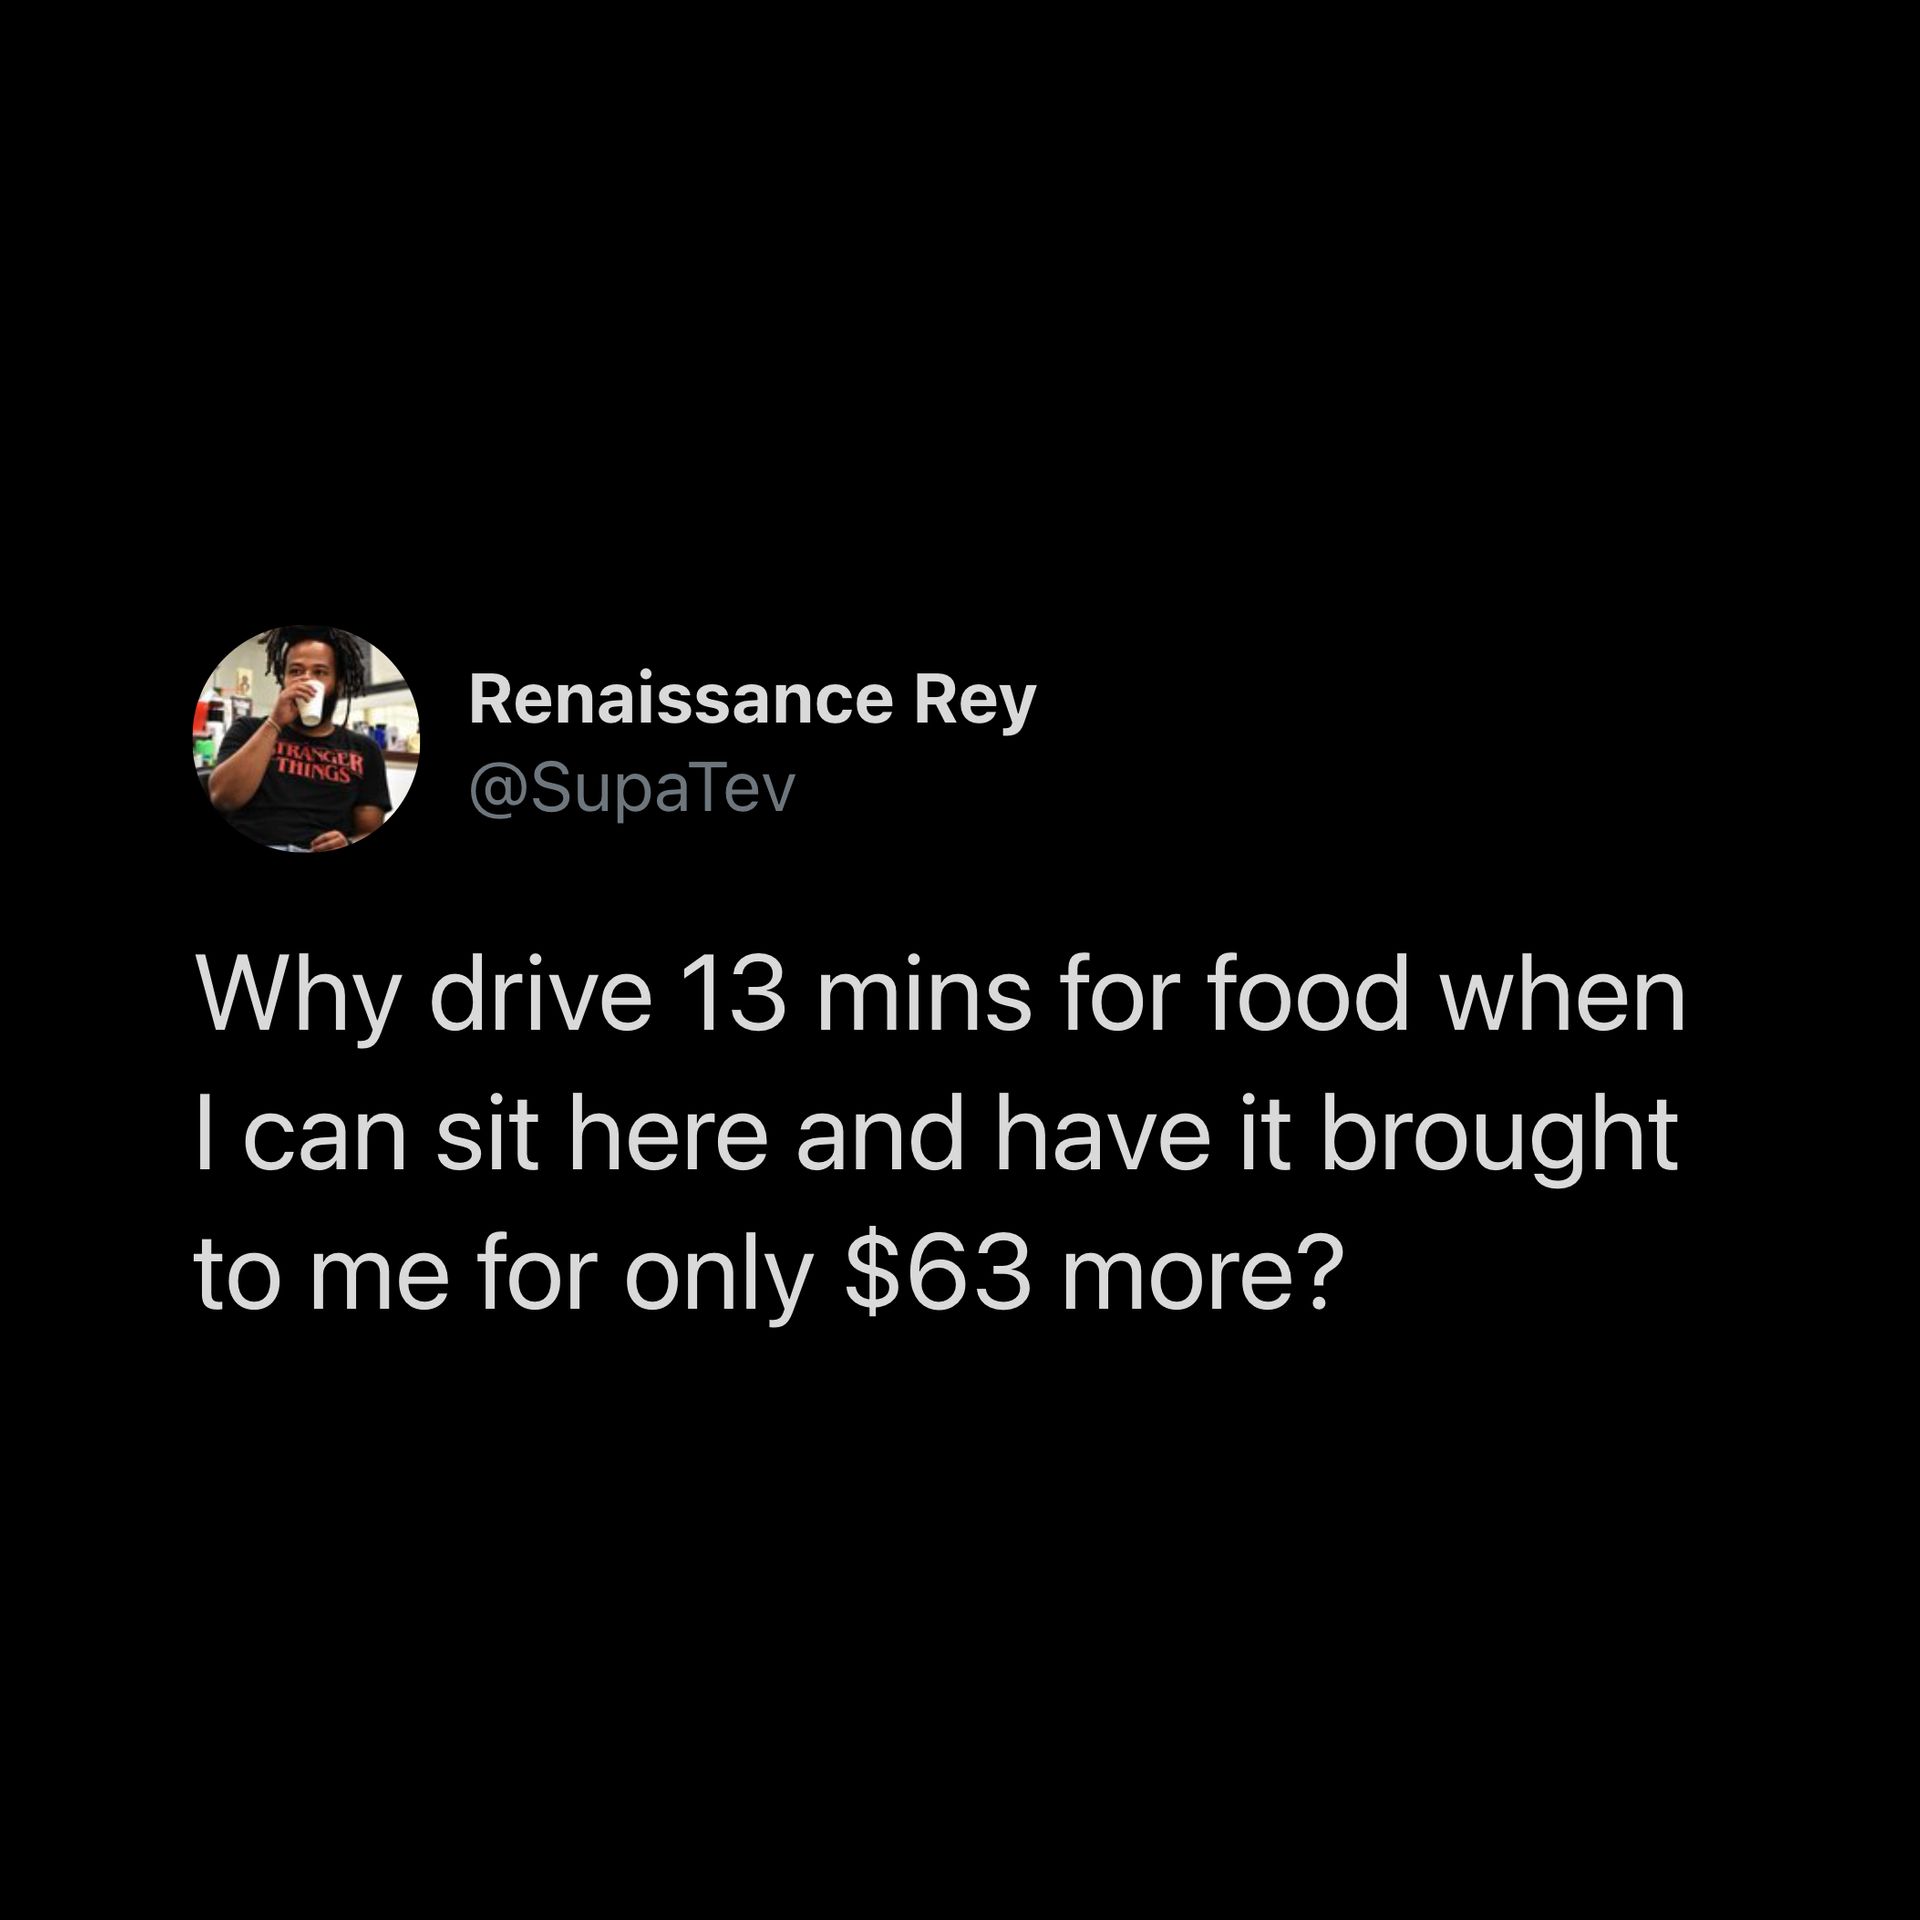 Renaissance Rey
@SupaTev
STRANGER
THINGS
Why drive 13 mins for food when
I can sit here and have it brought
to me for only $63 more?